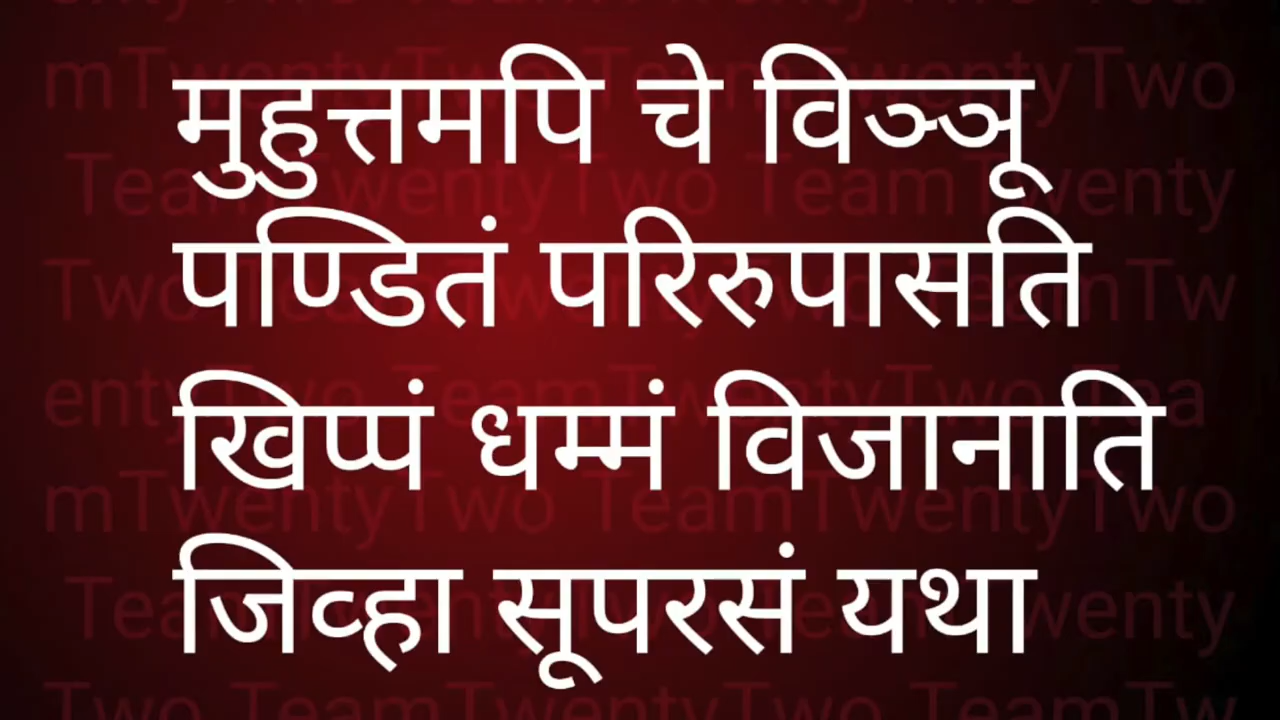 मुहुत्तमपि चे विञ्ञू
पण्डितं परिरुपासति
खिप्पं धम्मं विजानाति
जिव्हा सूपरसं यथा